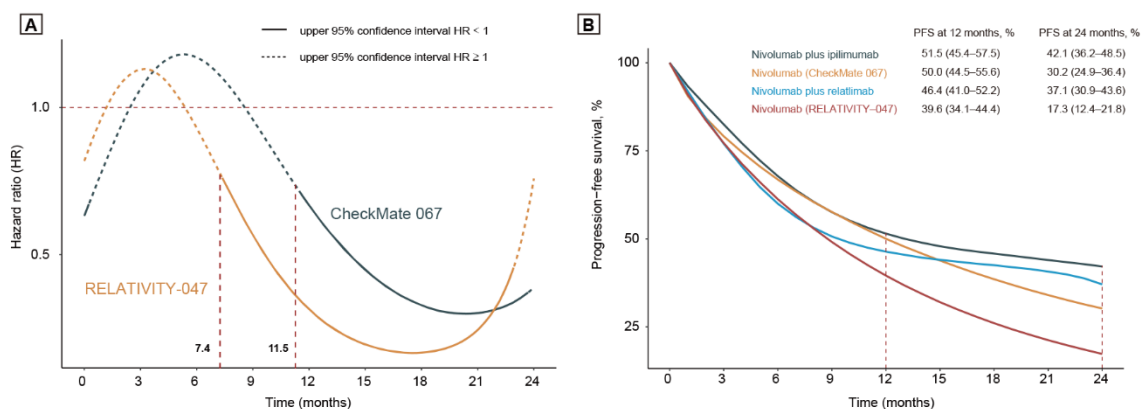 A
upper 95% confidence interval HR < 1
upper 95% confidence interval HR ≥ 1
Hazard ratio (HR)
1.0
0.5
CheckMate 067
RELATIVITY-047
7.4
11.5
0 3 6 9 12 15 18 21 24
Time (months)
B
PFS at 12 months, % PFS at 24 months, %
Nivolumab plus ipilimumab 51.5 (45.4–57.5) 42.1 (36.2–48.5)
Nivolumab (CheckMate 067) 50.0 (44.5–55.6) 30.2 (24.9–36.4)
Nivolumab plus relatlimab 46.4 (41.0–52.2) 37.1 (30.9–43.6)
Nivolumab (RELATIVITY–047) 39.6 (34.1–44.4) 17.3 (12.4–21.8)
Progression–free survival, %
100
75
50
25
0 3 6 9 12 15 18 21 24
Time (months)